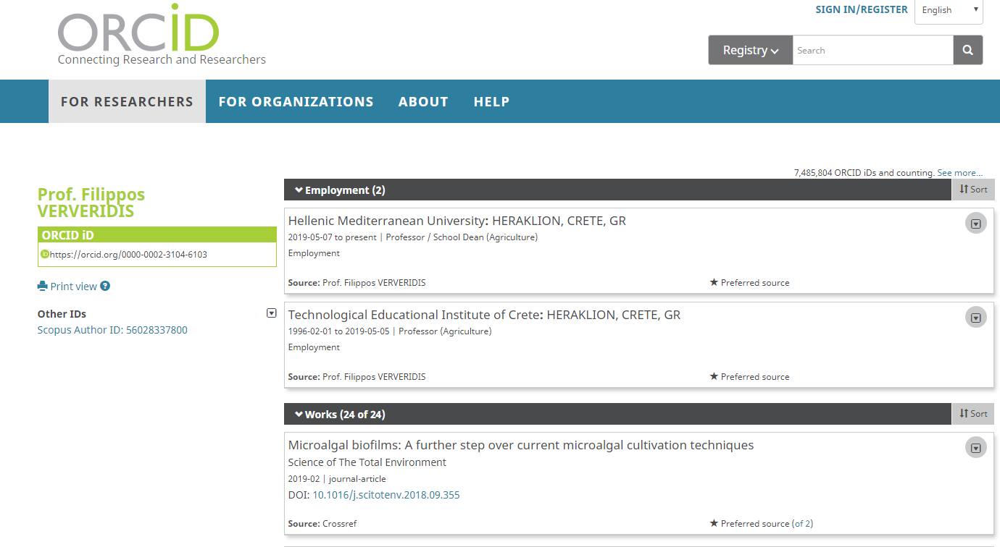 ORCID
Connecting Research and Researchers
SIGN IN/REGISTER
English
Registry
Search
FOR RESEARCHERS
FOR ORGANIZATIONS
ABOUT
HELP
7,485,804 ORCID iDs and counting. See more...
Prof. Filippos
VERVERIDIS
ORCID iD
iD https://orcid.org/0000-0002-3104-6103
Print view ?
Other IDs
Scopus Author ID: 56028337800
Employment (2)
Sort
Hellenic Mediterranean University: HERAKLION, CRETE, GR
2019-05-07 to present | Professor / School Dean (Agriculture)
Employment
Source: Prof. Filippos VERVERIDIS
★ Preferred source
Technological Educational Institute of Crete: HERAKLION, CRETE, GR
1996-02-01 to 2019-05-05 | Professor (Agriculture)
Employment
Source: Prof. Filippos VERVERIDIS
★ Preferred source
Works (24 of 24)
Sort
Microalgal biofilms: A further step over current microalgal cultivation techniques
Science of The Total Environment
2019-02 | journal-article
DOI: 10.1016/j.scitotenv.2018.09.355
Source: Crossref
★ Preferred source (of 2)